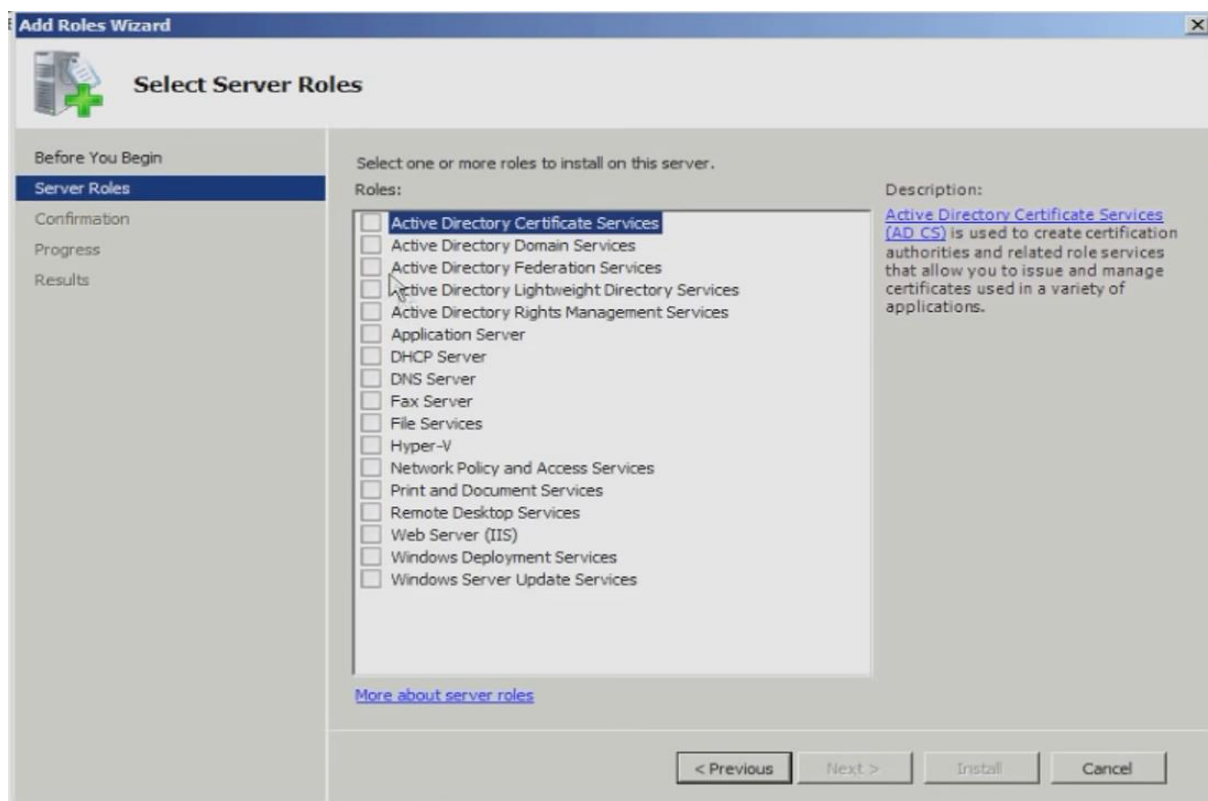 Add Roles Wizard
Select Server Roles
Before You Begin
Server Roles
Confirmation
Progress
Results
Select one or more roles to install on this server.
Roles:
Active Directory Certificate Services
Active Directory Domain Services
Active Directory Federation Services
Active Directory Lightweight Directory Services
Active Directory Rights Management Services
Application Server
DHCP Server
DNS Server
Fax Server
File Services
Hyper-V
Network Policy and Access Services
Print and Document Services
Remote Desktop Services
Web Server (IIS)
Windows Deployment Services
Windows Server Update Services
More about server roles
Description:
Active Directory Certificate Services
(AD CS) is used to create certification
authorities and related role services
that allow you to issue and manage
certificates used in a variety of
applications.
< Previous
Next >
Install
Cancel